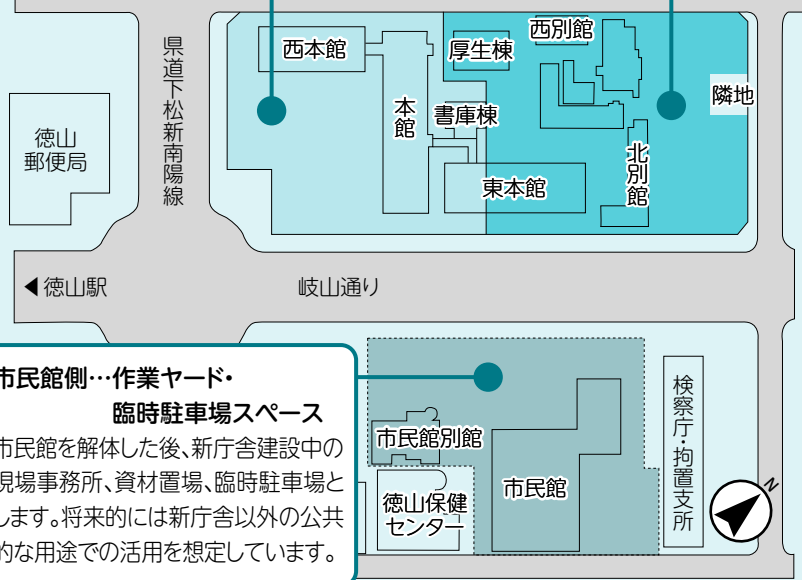 西本館
厚生棟
西別館
隣地
本館
書庫棟
東本館
北別館
県道下松新南陽線
徳山
郵便局
◀徳山駅
岐山通り
市民館側…作業ヤード・
臨時駐車場スペース
市民館を解体した後、新庁舎建設中の
現場事務所、資材置場、臨時駐車場と
します。将来的には新庁舎以外の公共
的な用途での活用を想定しています。
市民館別館
徳山保健
センター
市民館
検察庁・拘置支所
N